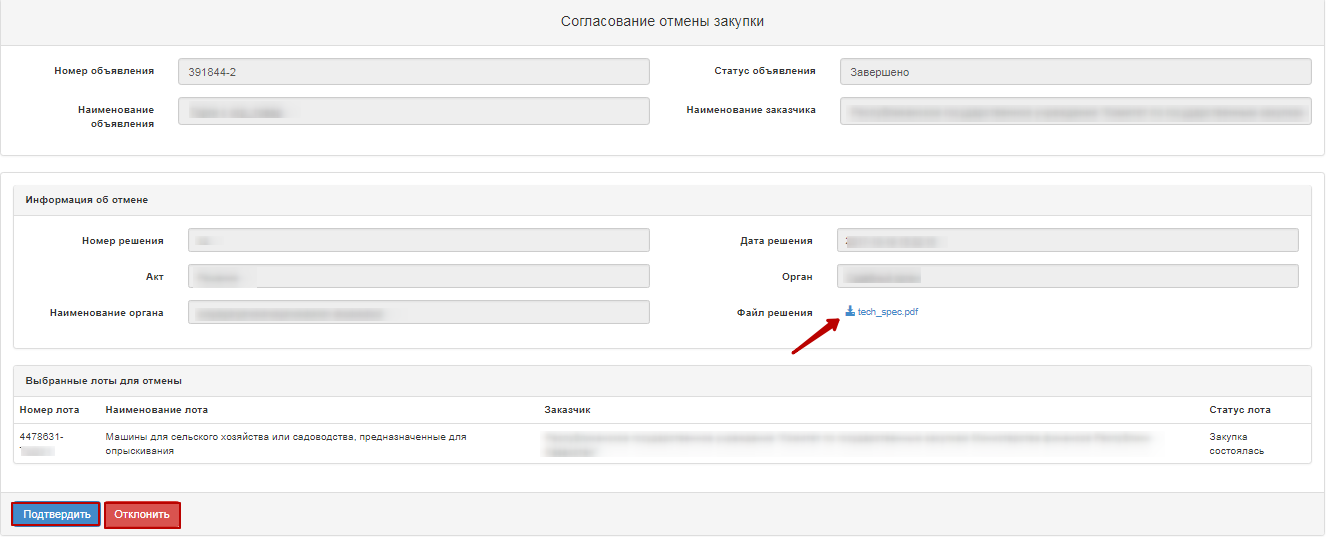 Согласование отмены закупки
Номер объявления
391844-2
Статус объявления
Завершено
Наименование объявления
Наименование заказчика
Информация об отмене
Номер решения
Дата решения
Акт
Орган
Наименование органа
Файл решения
tech_spec.pdf
Выбранные лоты для отмены
Номер лота Наименование лота Заказчик Статус лота
4478631- Машины для сельского хозяйства или садоводства, предназначенные для Закупка
опрыскивания состоялась
Подтвердить Отклонить